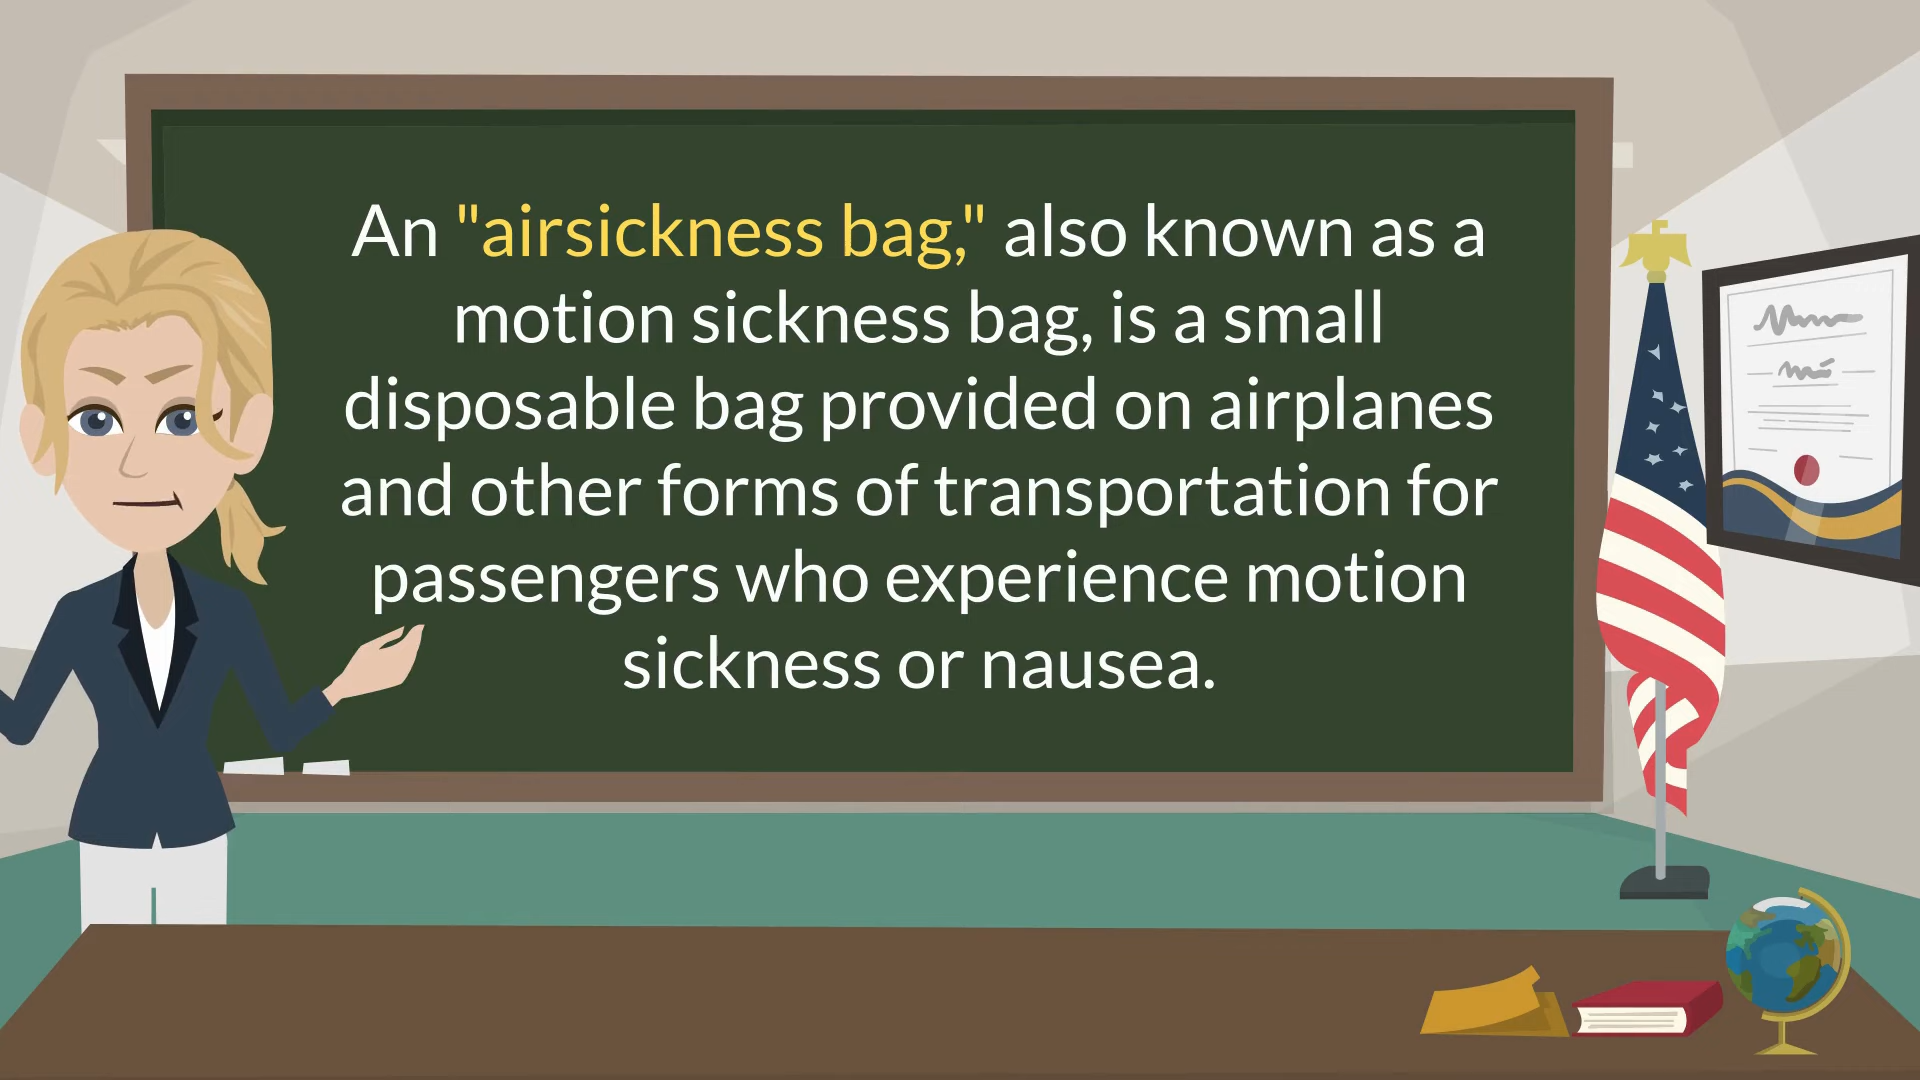 An "airsickness bag," also known as a
motion sickness bag, is a small
disposable bag provided on airplanes
and other forms of transportation for
passengers who experience motion
sickness or nausea.